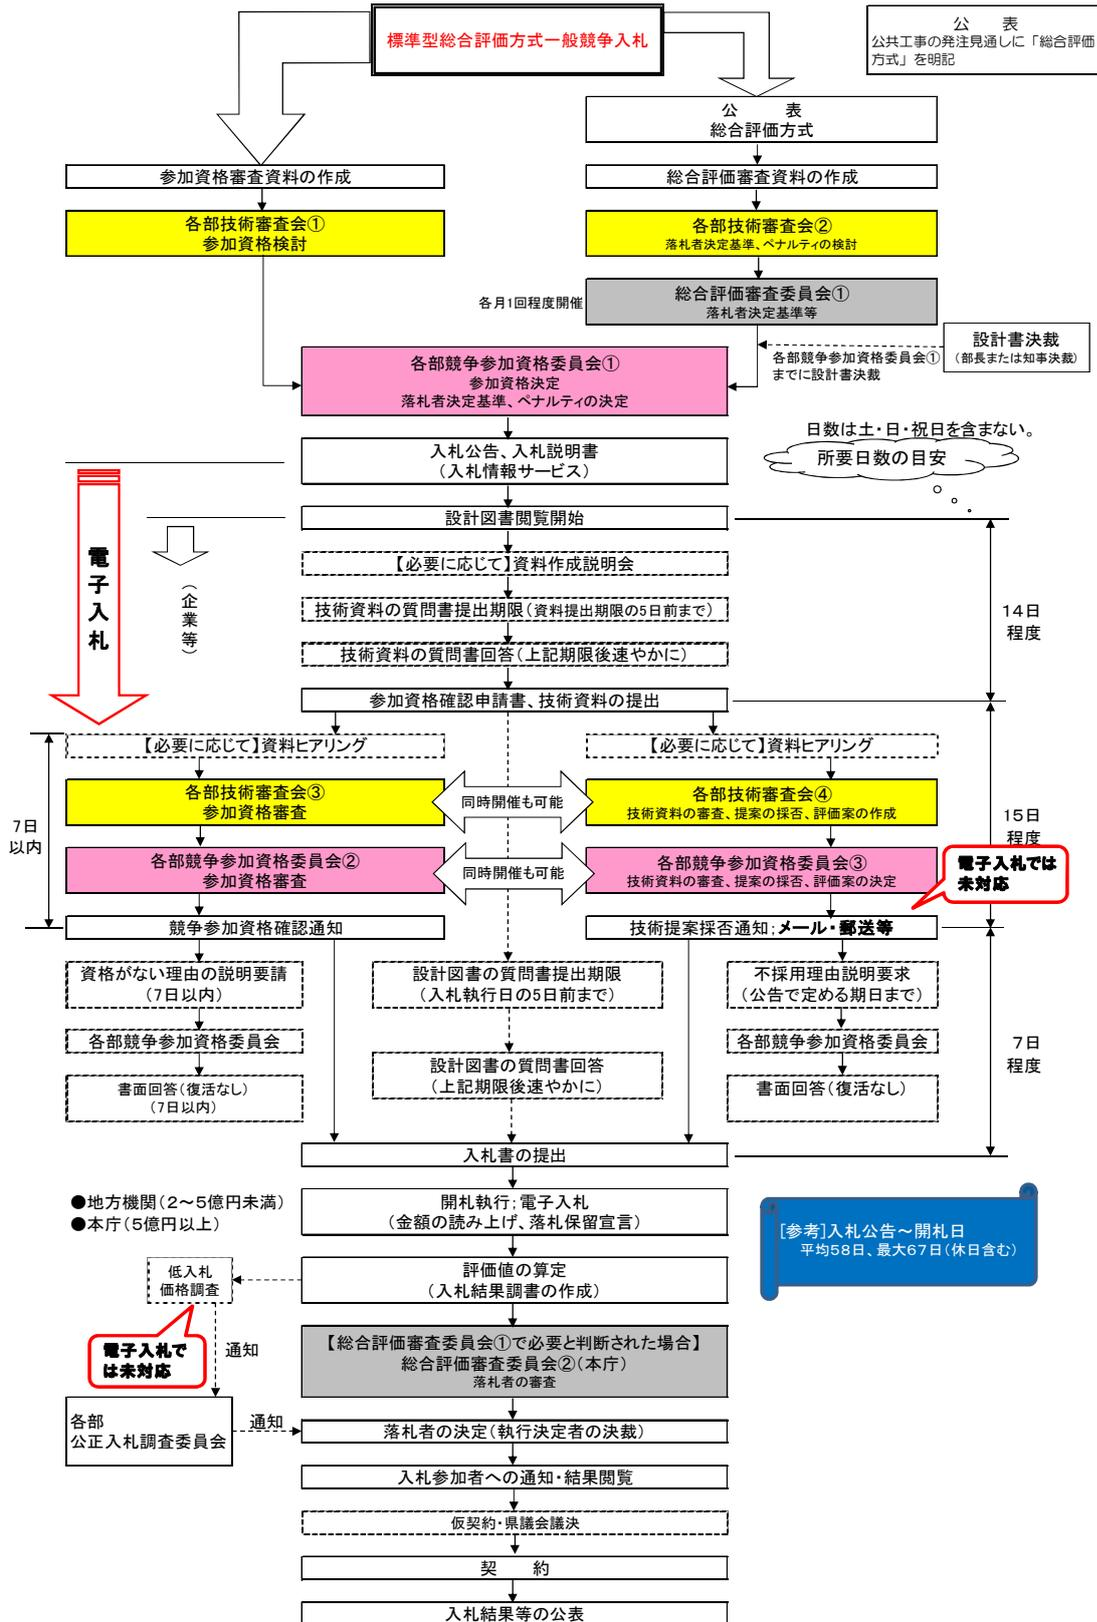 標準型総合評価方式一般競争入札
公　　表
公共工事の発注見通しに「総合評価
方式」を明記
公　　表
総合評価方式
参加資格審査資料の作成
総合評価審査資料の作成
各部技術審査会①
参加資格検討
各部技術審査会②
落札者決定基準、ペナルティの検討
各月1回程度開催
総合評価審査委員会①
落札者決定基準等
設計書決裁
(部長または知事決裁)
各部競争参加資格委員会①
までに設計書決裁
各部競争参加資格委員会①
参加資格決定
落札者決定基準、ペナルティの決定
日数は土・日・祝日を含まない。
所要日数の目安
入札公告、入札説明書
(入札情報サービス)
設計図書閲覧開始
電子入札
(企業等)
【必要に応じて】資料作成説明会
技術資料の質問書提出期限(資料提出期限の5日前まで)
技術資料の質問書回答(上記期限後速やかに)
14日
程度
参加資格確認申請書、技術資料の提出
【必要に応じて】資料ヒアリング
【必要に応じて】資料ヒアリング
各部技術審査会③
参加資格審査
同時開催も可能
各部技術審査会④
技術資料の審査、提案の採否、評価案の作成
7日
以内
15日
程度
各部競争参加資格委員会②
参加資格審査
同時開催も可能
各部競争参加資格委員会③
技術資料の審査、提案の採否、評価案の決定
電子入札では
未対応
競争参加資格確認通知
技術提案採否通知;メール・郵送等
資格がない理由の説明要請
(7日以内)
設計図書の質問書提出期限
(入札執行日の5日前まで)
不採用理由説明要求
(公告で定める期日まで)
各部競争参加資格委員会
各部競争参加資格委員会
7日
程度
設計図書の質問書回答
(上記期限後速やかに)
書面回答(復活なし)
(7日以内)
書面回答(復活なし)
入札書の提出
●地方機関(2～5億円未満)
●本庁(5億円以上)
開札執行;電子入札
(金額の読み上げ、落札保留宣言)
[参考]入札公告～開札日
平均58日、最大67日(休日含む)
低入札
価格調査
評価値の算定
(入札結果調書の作成)
電子入札で
は未対応
通知
【総合評価審査委員会①で必要と判断された場合】
総合評価審査委員会②(本庁)
落札者の審査
各部
公正入札調査委員会
通知
落札者の決定(執行決定者の決裁)
入札参加者への通知・結果閲覧
仮契約・県議会議決
契　　約
入札結果等の公表